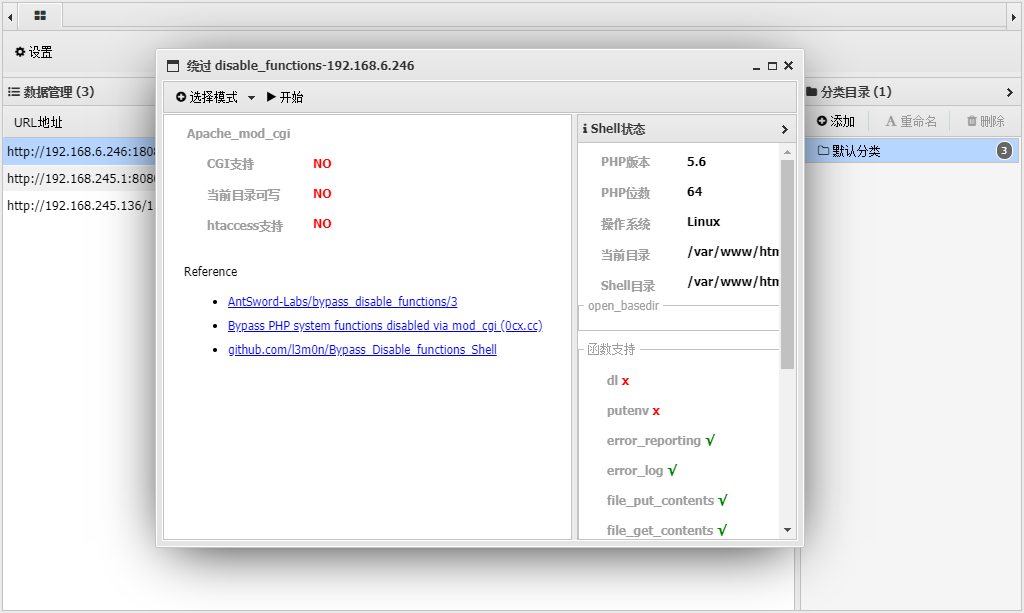 设置
绕过 disable_functions-192.168.6.246
选择模式 开始
数据管理 (3)
URL地址
http://192.168.6.246:180
http://192.168.245.1:808
http://192.168.245.136/1
Apache_mod_cgi
CGI支持 NO
当前目录可写 NO
htaccess支持 NO
Reference
AntSword-Labs/bypass_disable_functions/3
Bypass PHP system functions disabled via mod_cgi (0cx.cc)
github.com/l3m0n/Bypass_Disable_functions_Shell
Shell状态
PHP版本 5.6
PHP位数 64
操作系统 Linux
当前目录 /var/www/htm
Shell目录 /var/www/htm
open_basedir
函数支持
dl x
putenv x
error_reporting √
error_log √
file_put_contents √
file_get_contents √
分类目录 (1)
添加 重命名 删除
默认分类 3